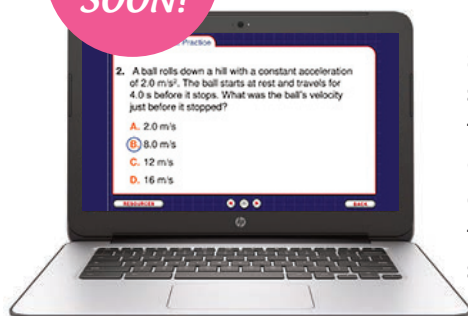 SOON!
Practice
2. A ball rolls down a hill with a constant acceleration
of 2.0 m/s². The ball starts at rest and travels for
4.0 s before it stops. What was the ball's velocity
just before it stopped?
A. 2.0 m/s
B. 8.0 m/s
C. 12 m/s
D. 16 m/s
RESOURCES
BACK
hp